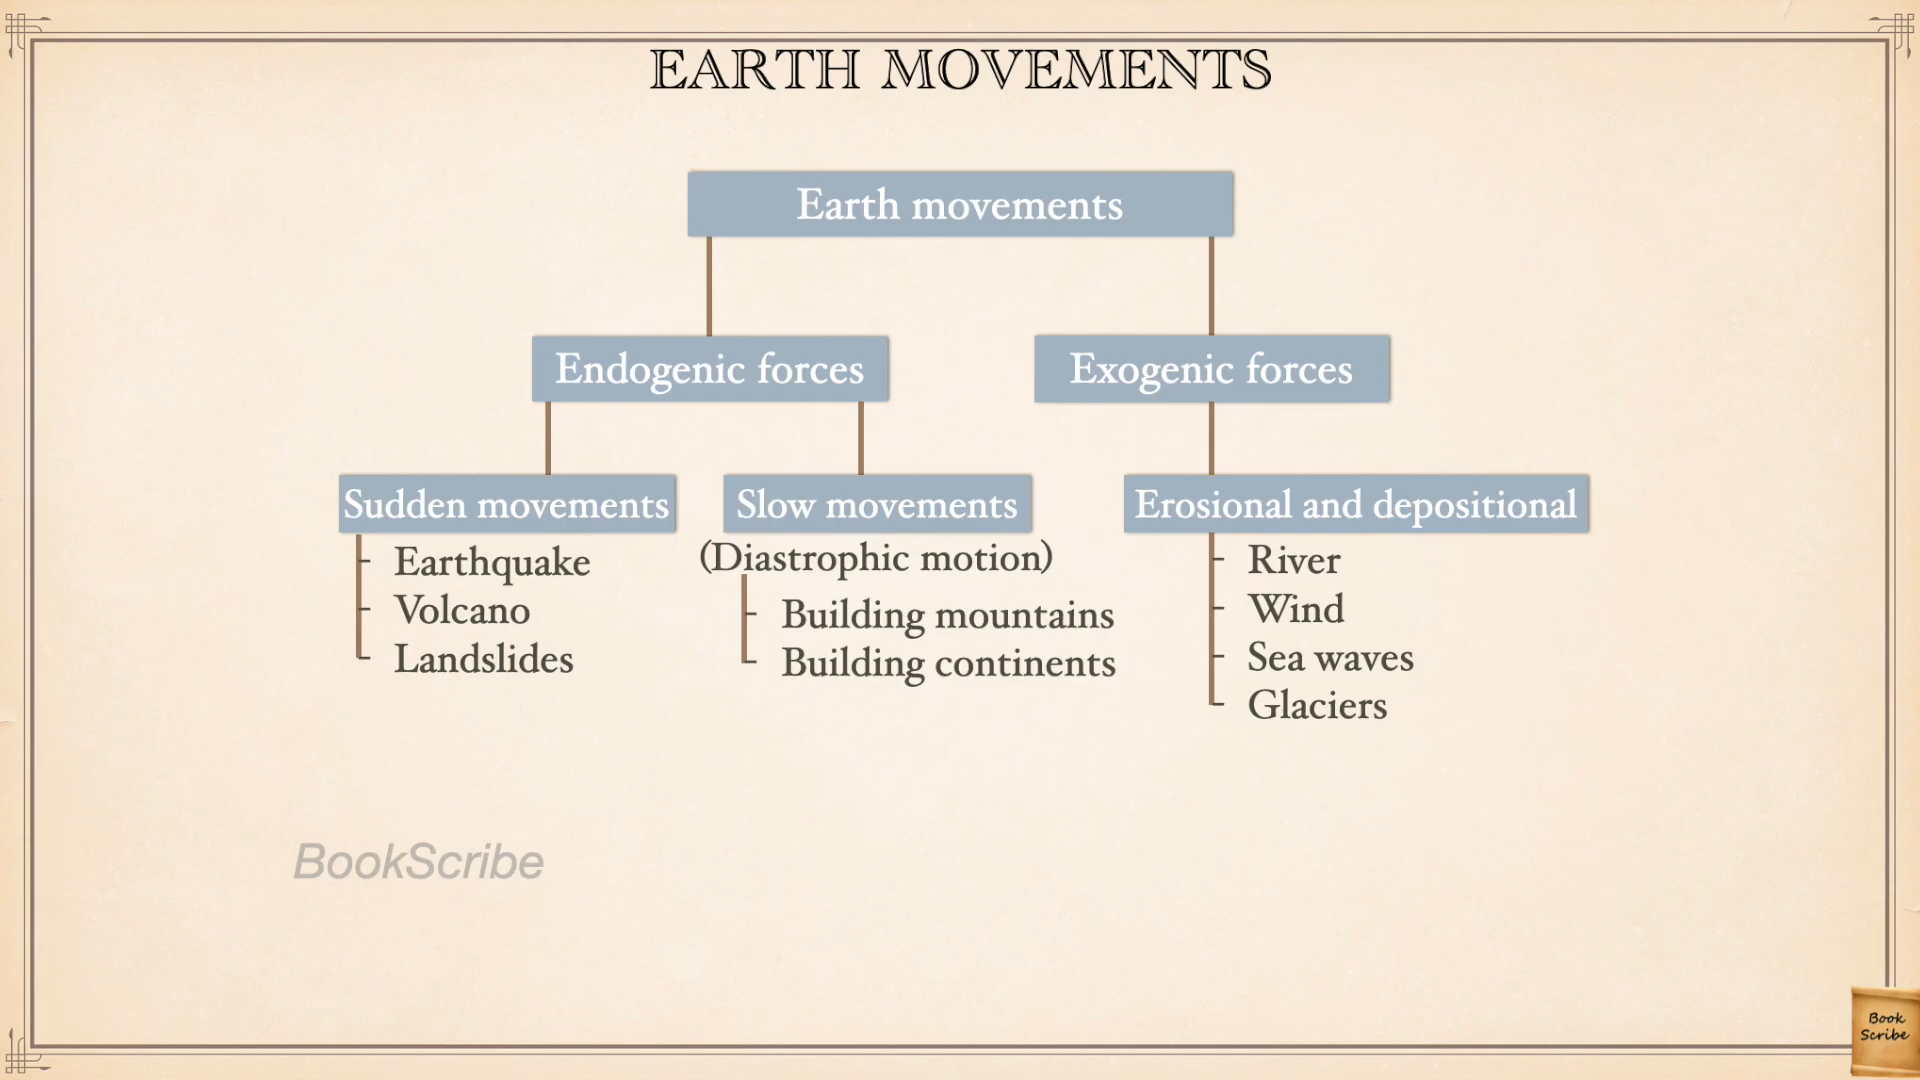 EARTH MOVEMENTS
Earth movements
Endogenic forces
Exogenic forces
Sudden movements
- Earthquake
- Volcano
- Landslides
Slow movements
(Diastrophic motion)
- Building mountains
- Building continents
Erosional and depositional
- River
- Wind
- Sea waves
- Glaciers
BookScribe
Book
Scribe